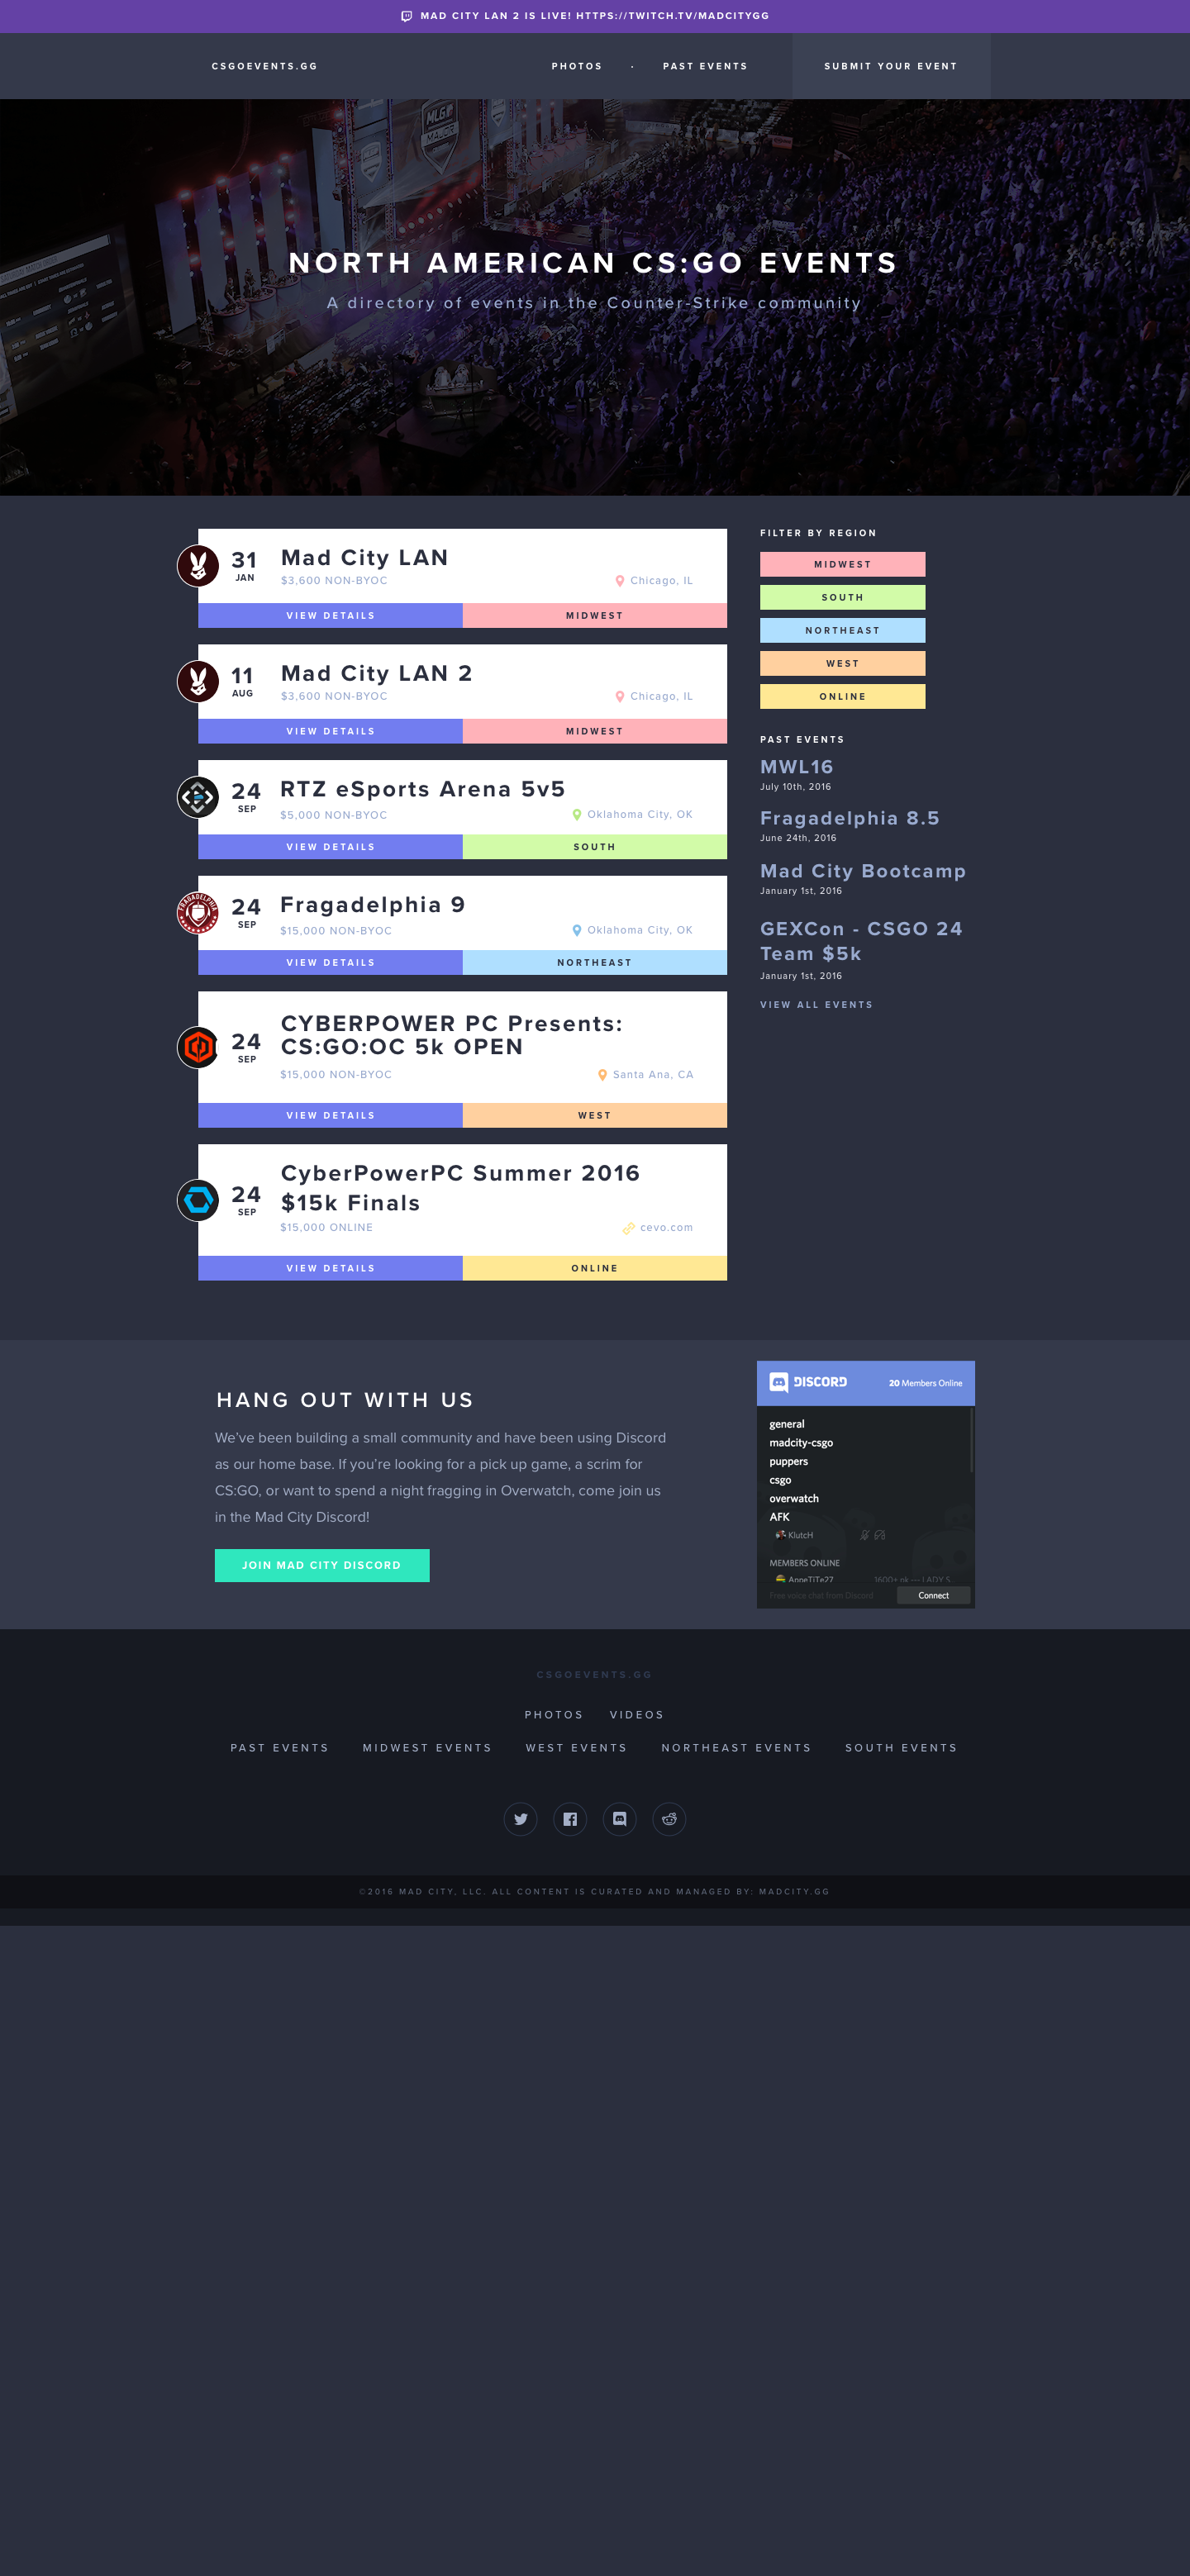 MAD CITY LAN 2 IS LIVE! HTTPS://TWITCH.TV/MADCITYGG
CSGOEVENTS.GG
PHOTOS · PAST EVENTS
SUBMIT YOUR EVENT
MLG
MAJOR
NORTH AMERICAN CS:GO EVENTS
A directory of events in the Counter-Strike community
31
JAN
Mad City LAN
$3,600 NON-BYOC
Chicago, IL
VIEW DETAILS
MIDWEST
11
AUG
Mad City LAN 2
$3,600 NON-BYOC
Chicago, IL
VIEW DETAILS
MIDWEST
24
SEP
RTZ eSports Arena 5v5
$5,000 NON-BYOC
Oklahoma City, OK
VIEW DETAILS
SOUTH
FRAGADELPHIA
24
SEP
Fragadelphia 9
$15,000 NON-BYOC
Oklahoma City, OK
VIEW DETAILS
NORTHEAST
24
SEP
CYBERPOWER PC Presents:
CS:GO:OC 5k OPEN
$15,000 NON-BYOC
Santa Ana, CA
VIEW DETAILS
WEST
24
SEP
CyberPowerPC Summer 2016
$15k Finals
$15,000 ONLINE
cevo.com
VIEW DETAILS
ONLINE
FILTER BY REGION
MIDWEST
SOUTH
NORTHEAST
WEST
ONLINE
PAST EVENTS
MWL16
July 10th, 2016
Fragadelphia 8.5
June 24th, 2016
Mad City Bootcamp
January 1st, 2016
GEXCon - CSGO 24
Team $5k
January 1st, 2016
VIEW ALL EVENTS
HANG OUT WITH US
We've been building a small community and have been using Discord
as our home base. If you're looking for a pick up game, a scrim for
CS:GO, or want to spend a night fragging in Overwatch, come join us
in the Mad City Discord!
JOIN MAD CITY DISCORD
DISCORD
20 Members Online
general
madcity-csgo
puppers
csgo
overwatch
AFK
KlutcH
MEMBERS ONLINE
AnneTiTe27
1600+ pk — LADY S...
Free voice chat from Discord
Connect
CSGOEVENTS.GG
PHOTOS VIDEOS
PAST EVENTS MIDWEST EVENTS WEST EVENTS NORTHEAST EVENTS SOUTH EVENTS
©2016 MAD CITY, LLC. ALL CONTENT IS CURATED AND MANAGED BY: MADCITY.GG